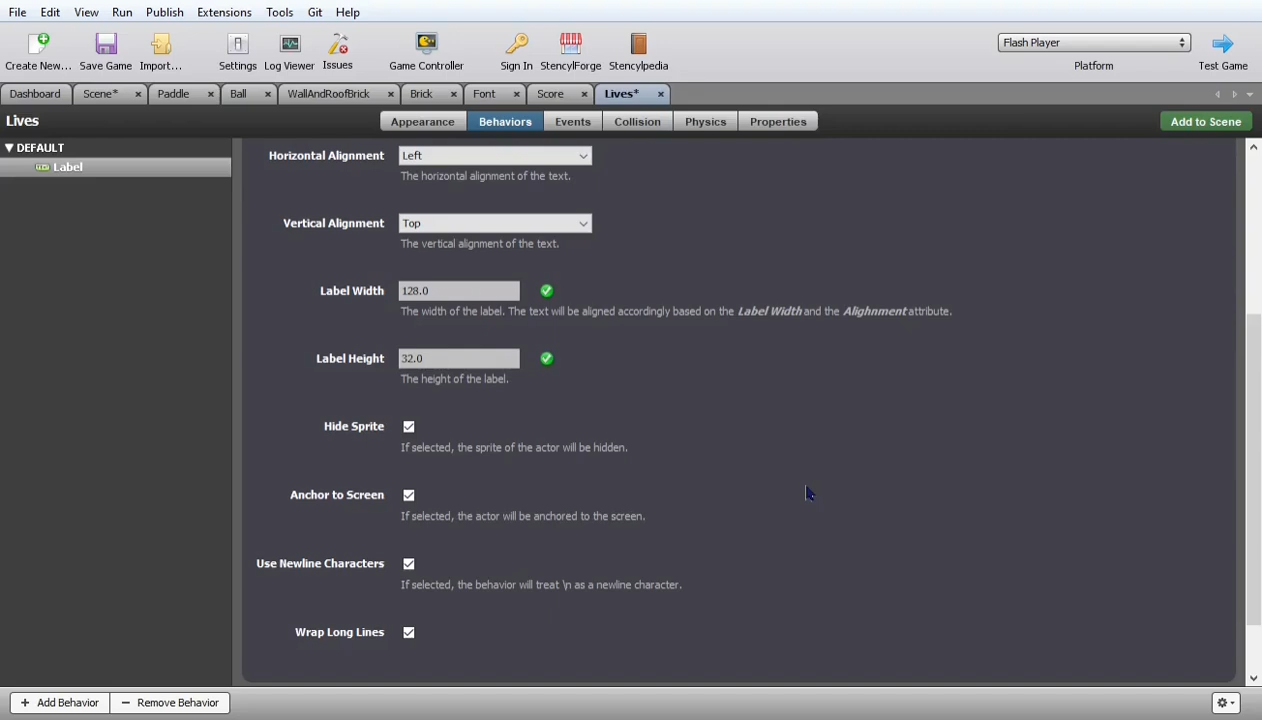 File Edit View Run Publish Extensions Tools Git Help
Create New... Save Game Import... Settings Log Viewer Issues Game Controller Sign In StencylForge Stencylpedia Flash Player Platform Test Game
Dashboard Scene* Paddle Ball WallAndRoofBrick Brick Font Score Lives*
Lives Appearance Behaviors Events Collision Physics Properties Add to Scene
DEFAULT
Label
Horizontal Alignment Left
The horizontal alignment of the text.
Vertical Alignment Top
The vertical alignment of the text.
Label Width 128.0
The width of the label. The text will be aligned accordingly based on the Label Width and the Alighnment attribute.
Label Height 32.0
The height of the label.
Hide Sprite
If selected, the sprite of the actor will be hidden.
Anchor to Screen
If selected, the actor will be anchored to the screen.
Use Newline Characters
If selected, the behavior will treat \n as a newline character.
Wrap Long Lines
+ Add Behavior − Remove Behavior